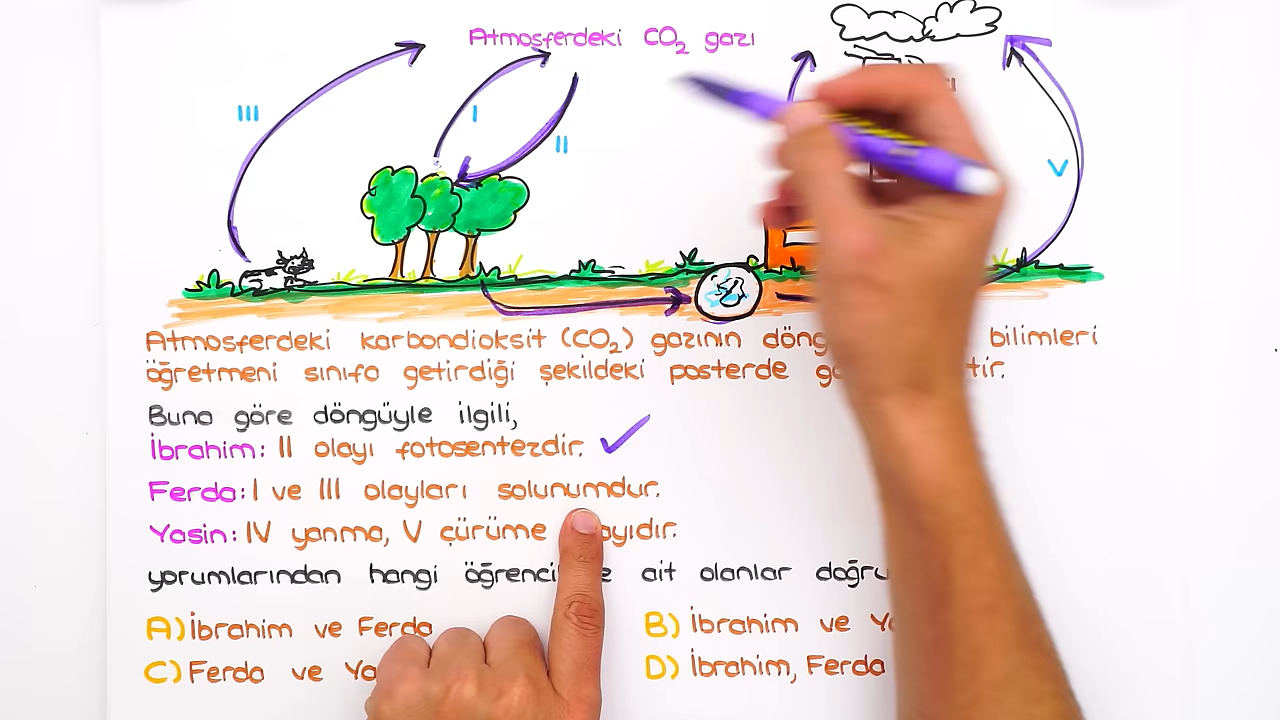 Atmosferdeki CO₂ gazı
III
I
II
V
Atmosferdeki karbondioksit (CO₂) gazının döng bilimleri
öğretmeni sınıfa getirdiği şekildeki posterde
Buna göre döngüyle ilgili,
İbrahim: II olayı fotosentezdir.
Ferda: I ve III olayları solunumdur.
Yasin: IV yanma, V çürüme
yorumlarından hangi ait olanlar
A) İbrahim ve Ferda
B) İbrahim ve
C) Ferda ve
D) İbrahim, Ferda